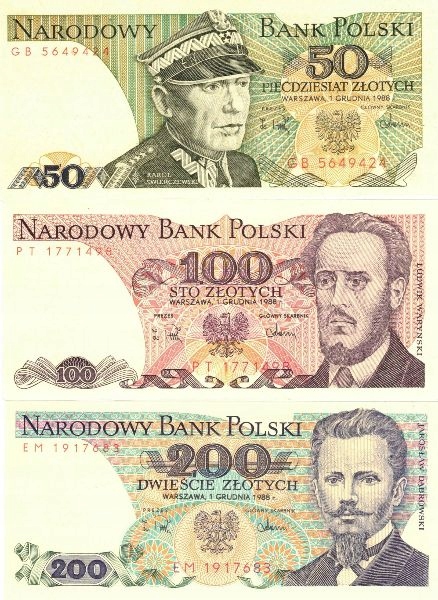 NARODOWY BANK POLSKI
GB 5649424
50
PIĘĆDZIESIĄT ZŁOTYCH
WARSZAWA, 1 GRUDNIA 1988 r.
PREZES GŁÓWNY SKARBNIK
GB 5649424
50
KAROL
ŚWIERCZEWSKI
NARODOWY BANK POLSKI
PT 1771498
100
STO ZŁOTYCH
WARSZAWA, 1 GRUDNIA 1988 r.
PREZES GŁÓWNY SKARBNIK
PT 1771498
100
LUDWIK WARYŃSKI
NARODOWY BANK POLSKI
EM 1917683
200
DWIEŚCIE ZŁOTYCH
WARSZAWA, 1 GRUDNIA 1988 r.
PREZES GŁÓWNY SKARBNIK
EM 1917683
200
JAROSŁAW DĄBROWSKI